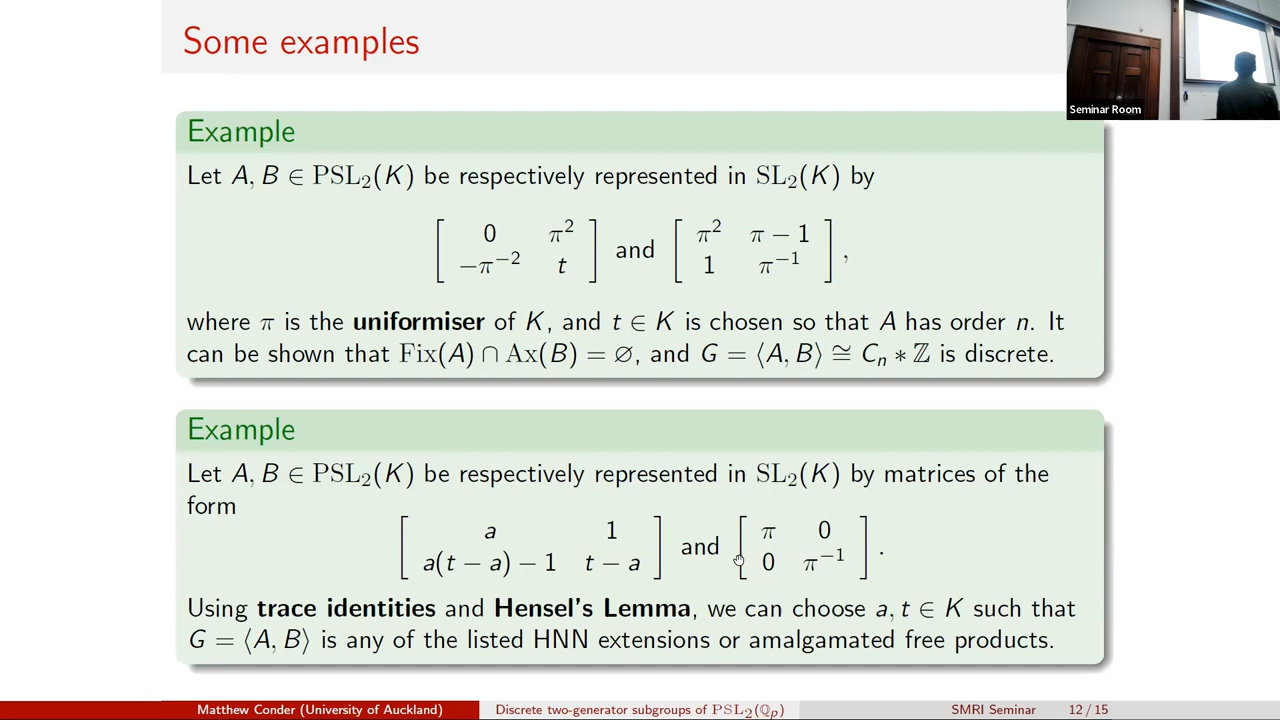 Some examples
Seminar Room
Example
Let A, B ∈ PSL₂(K) be respectively represented in SL₂(K) by
[ 0 π² ; −π⁻² t ] and [ π² π − 1 ; 1 π⁻¹ ],
where π is the uniformiser of K, and t ∈ K is chosen so that A has order n. It
can be shown that Fix(A) ∩ Ax(B) = ∅, and G = ⟨A, B⟩ ≅ Cₙ ∗ ℤ is discrete.
Example
Let A, B ∈ PSL₂(K) be respectively represented in SL₂(K) by matrices of the
form
[ a 1 ; a(t − a) − 1 t − a ] and [ π 0 ; 0 π⁻¹ ].
Using trace identities and Hensel's Lemma, we can choose a, t ∈ K such that
G = ⟨A, B⟩ is any of the listed HNN extensions or amalgamated free products.
Matthew Conder (University of Auckland) Discrete two-generator subgroups of PSL₂(ℚₚ) SMRI Seminar 12 / 15